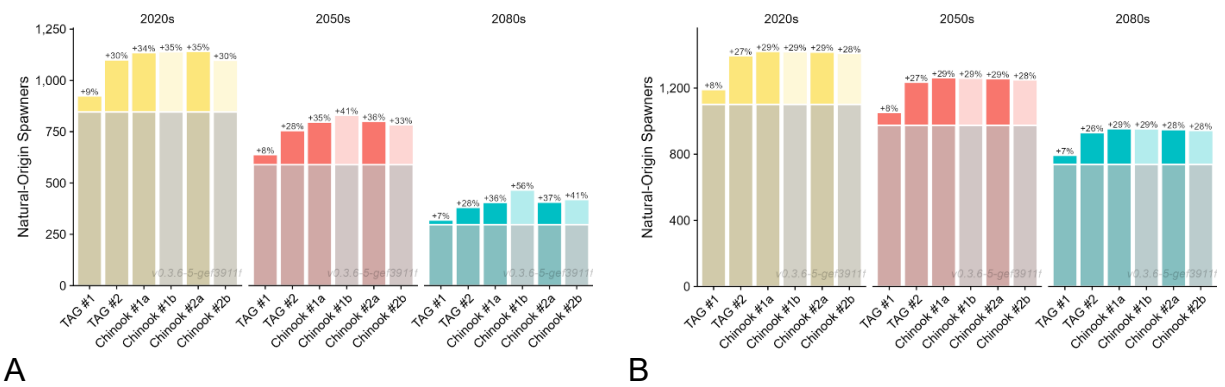 2020s 2050s 2080s
Natural-Origin Spawners
1,250
1,000
750
500
250
0
+9% +30% +34% +35% +35% +30%
+8% +28% +35% +41% +36% +33%
+7% +28% +36% +56% +37% +41%
v0.3.6-5-gef3911f v0.3.6-5-gef3911f
TAG #1 TAG #2 Chinook #1a Chinook #1b Chinook #2a Chinook #2b
TAG #1 TAG #2 Chinook #1a Chinook #1b Chinook #2a Chinook #2b
TAG #1 TAG #2 Chinook #1a Chinook #1b Chinook #2a Chinook #2b
A
2020s 2050s 2080s
Natural-Origin Spawners
1,200
800
400
0
+8% +27% +29% +29% +29% +28%
+8% +27% +29% +29% +29% +28%
+7% +26% +29% +29% +28% +28%
v0.3.6-5-gef3911f v0.3.6-5-gef3911f v0.3.6-5-gef3911f
TAG #1 TAG #2 Chinook #1a Chinook #1b Chinook #2a Chinook #2b
TAG #1 TAG #2 Chinook #1a Chinook #1b Chinook #2a Chinook #2b
TAG #1 TAG #2 Chinook #1a Chinook #1b Chinook #2a Chinook #2b
B